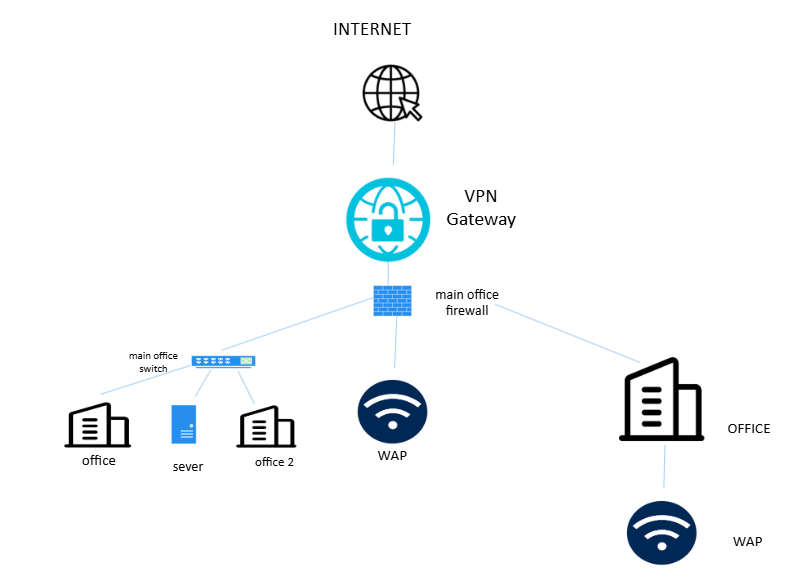 INTERNET
VPN
Gateway
main office
firewall
main office
switch
office
sever
office 2
WAP
OFFICE
WAP